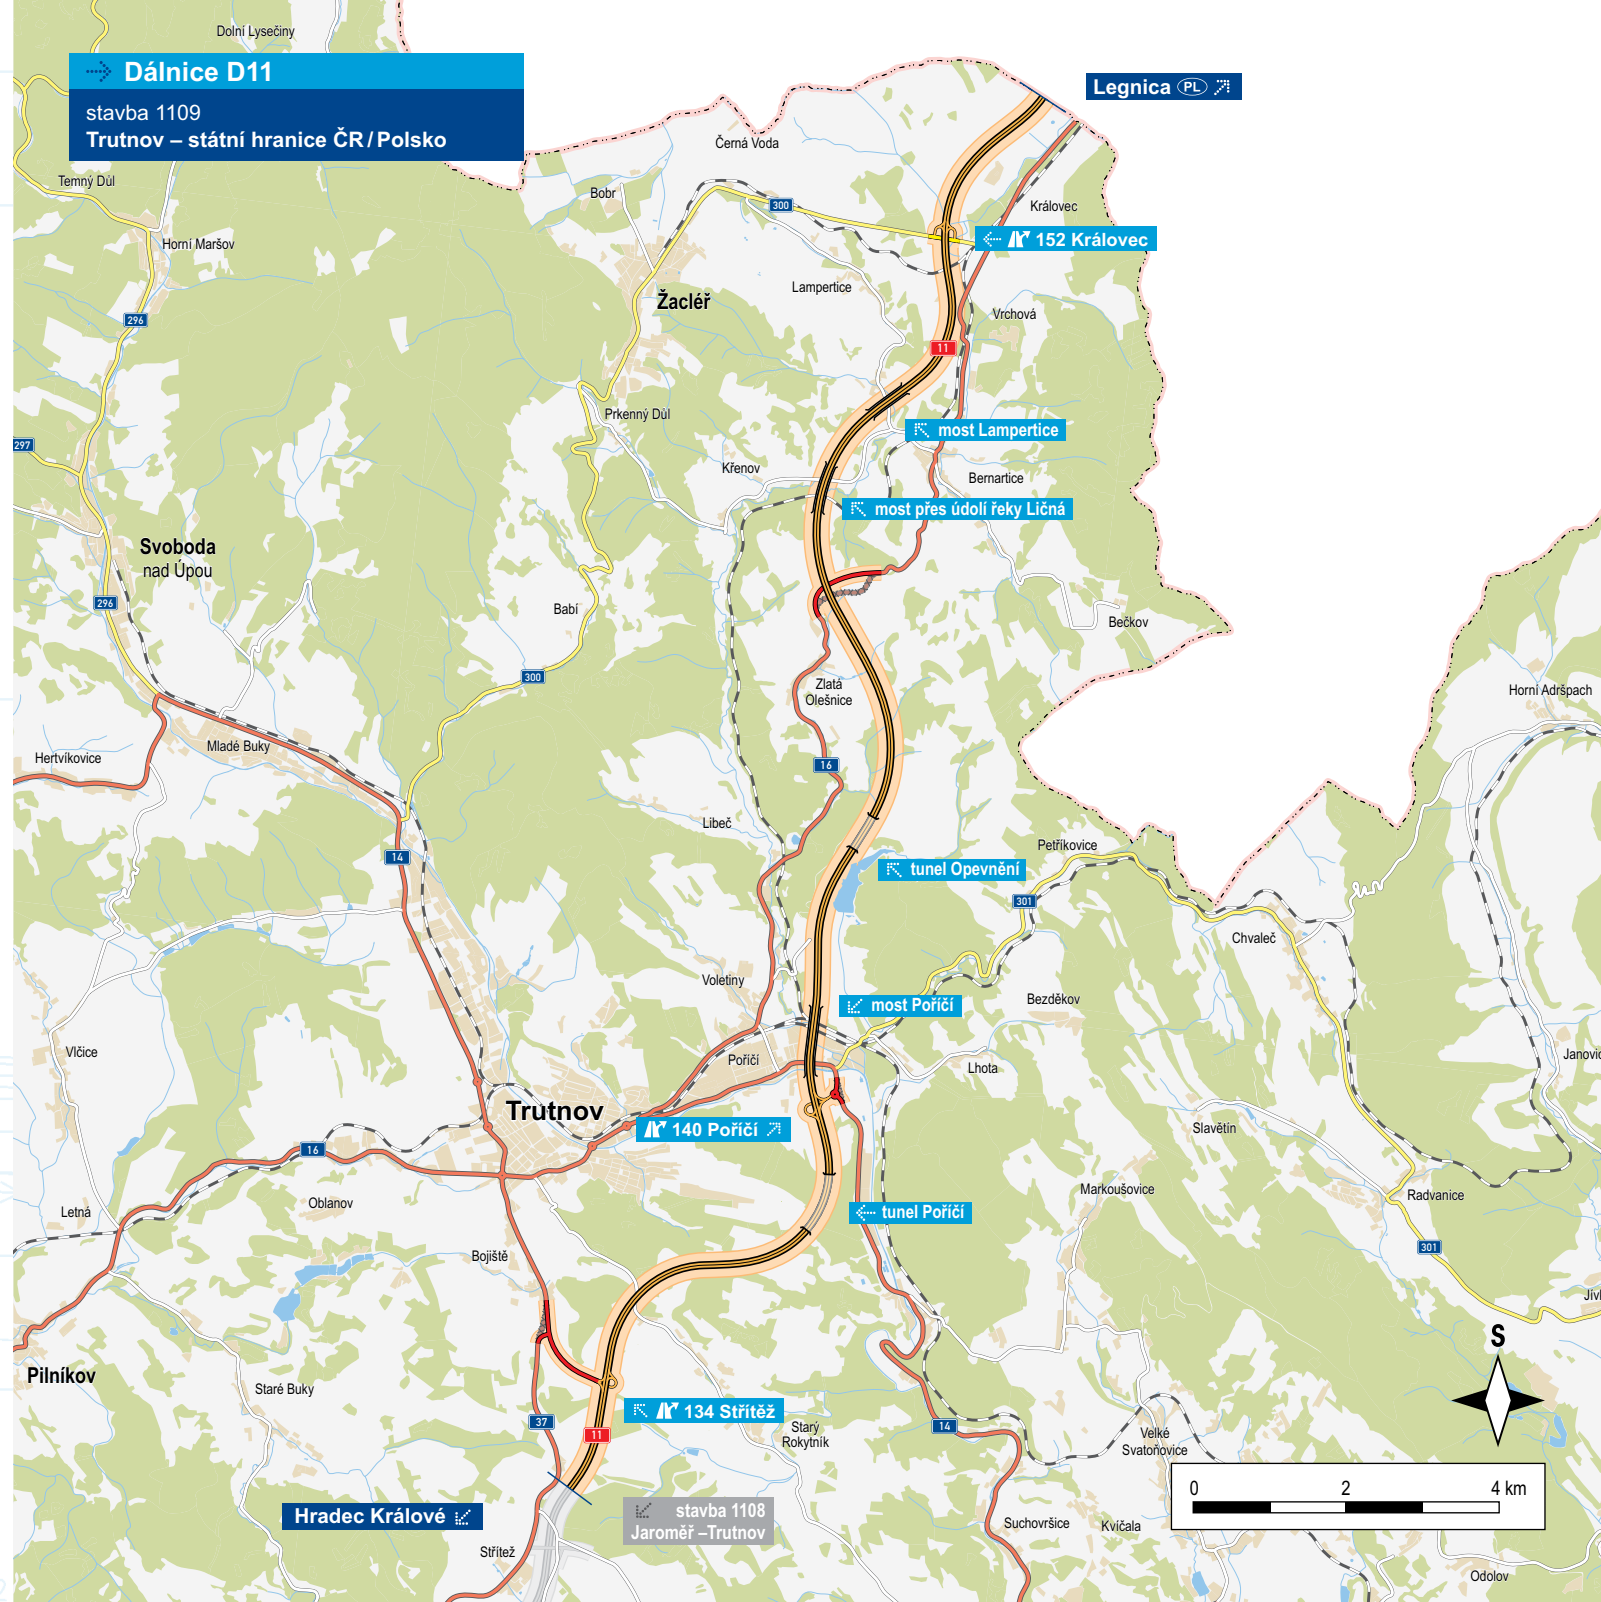 Dolní Lysečiny
Dálnice D11
stavba 1109
Trutnov – státní hranice ČR / Polsko
Legnica PL
Černá Voda
Temný Důl
Bobr
300
Královec
Horní Maršov
152 Královec
Lampertice
Žacléř
Vrchová
296
11
Prkenný Důl
most Lampertice
297
Křenov
Bernartice
most přes údolí řeky Ličná
Svoboda
nad Úpou
296
Babí
Bečkov
300
Zlatá
Olešnice
Horní Adršpach
Mladé Buky
Hertvíkovice
16
Libeč
Petříkovice
14
tunel Opevnění
301
Chvaleč
Voletiny
most Poříčí
Bezděkov
Vlčice
Poříčí
Lhota
Janovic
Trutnov
140 Poříčí
Slavětín
16
Markoušovice
Radvanice
Oblanov
Letná
tunel Poříčí
301
Bojiště
Jívl
S
Pilníkov
Staré Buky
134 Střítěž
37
11
Starý
Rokytník
14
Velké
Svatoňovice
0 2 4 km
Hradec Králové
stavba 1108
Jaroměř –Trutnov
Suchovršice
Kvíčala
Střítež
Odolov